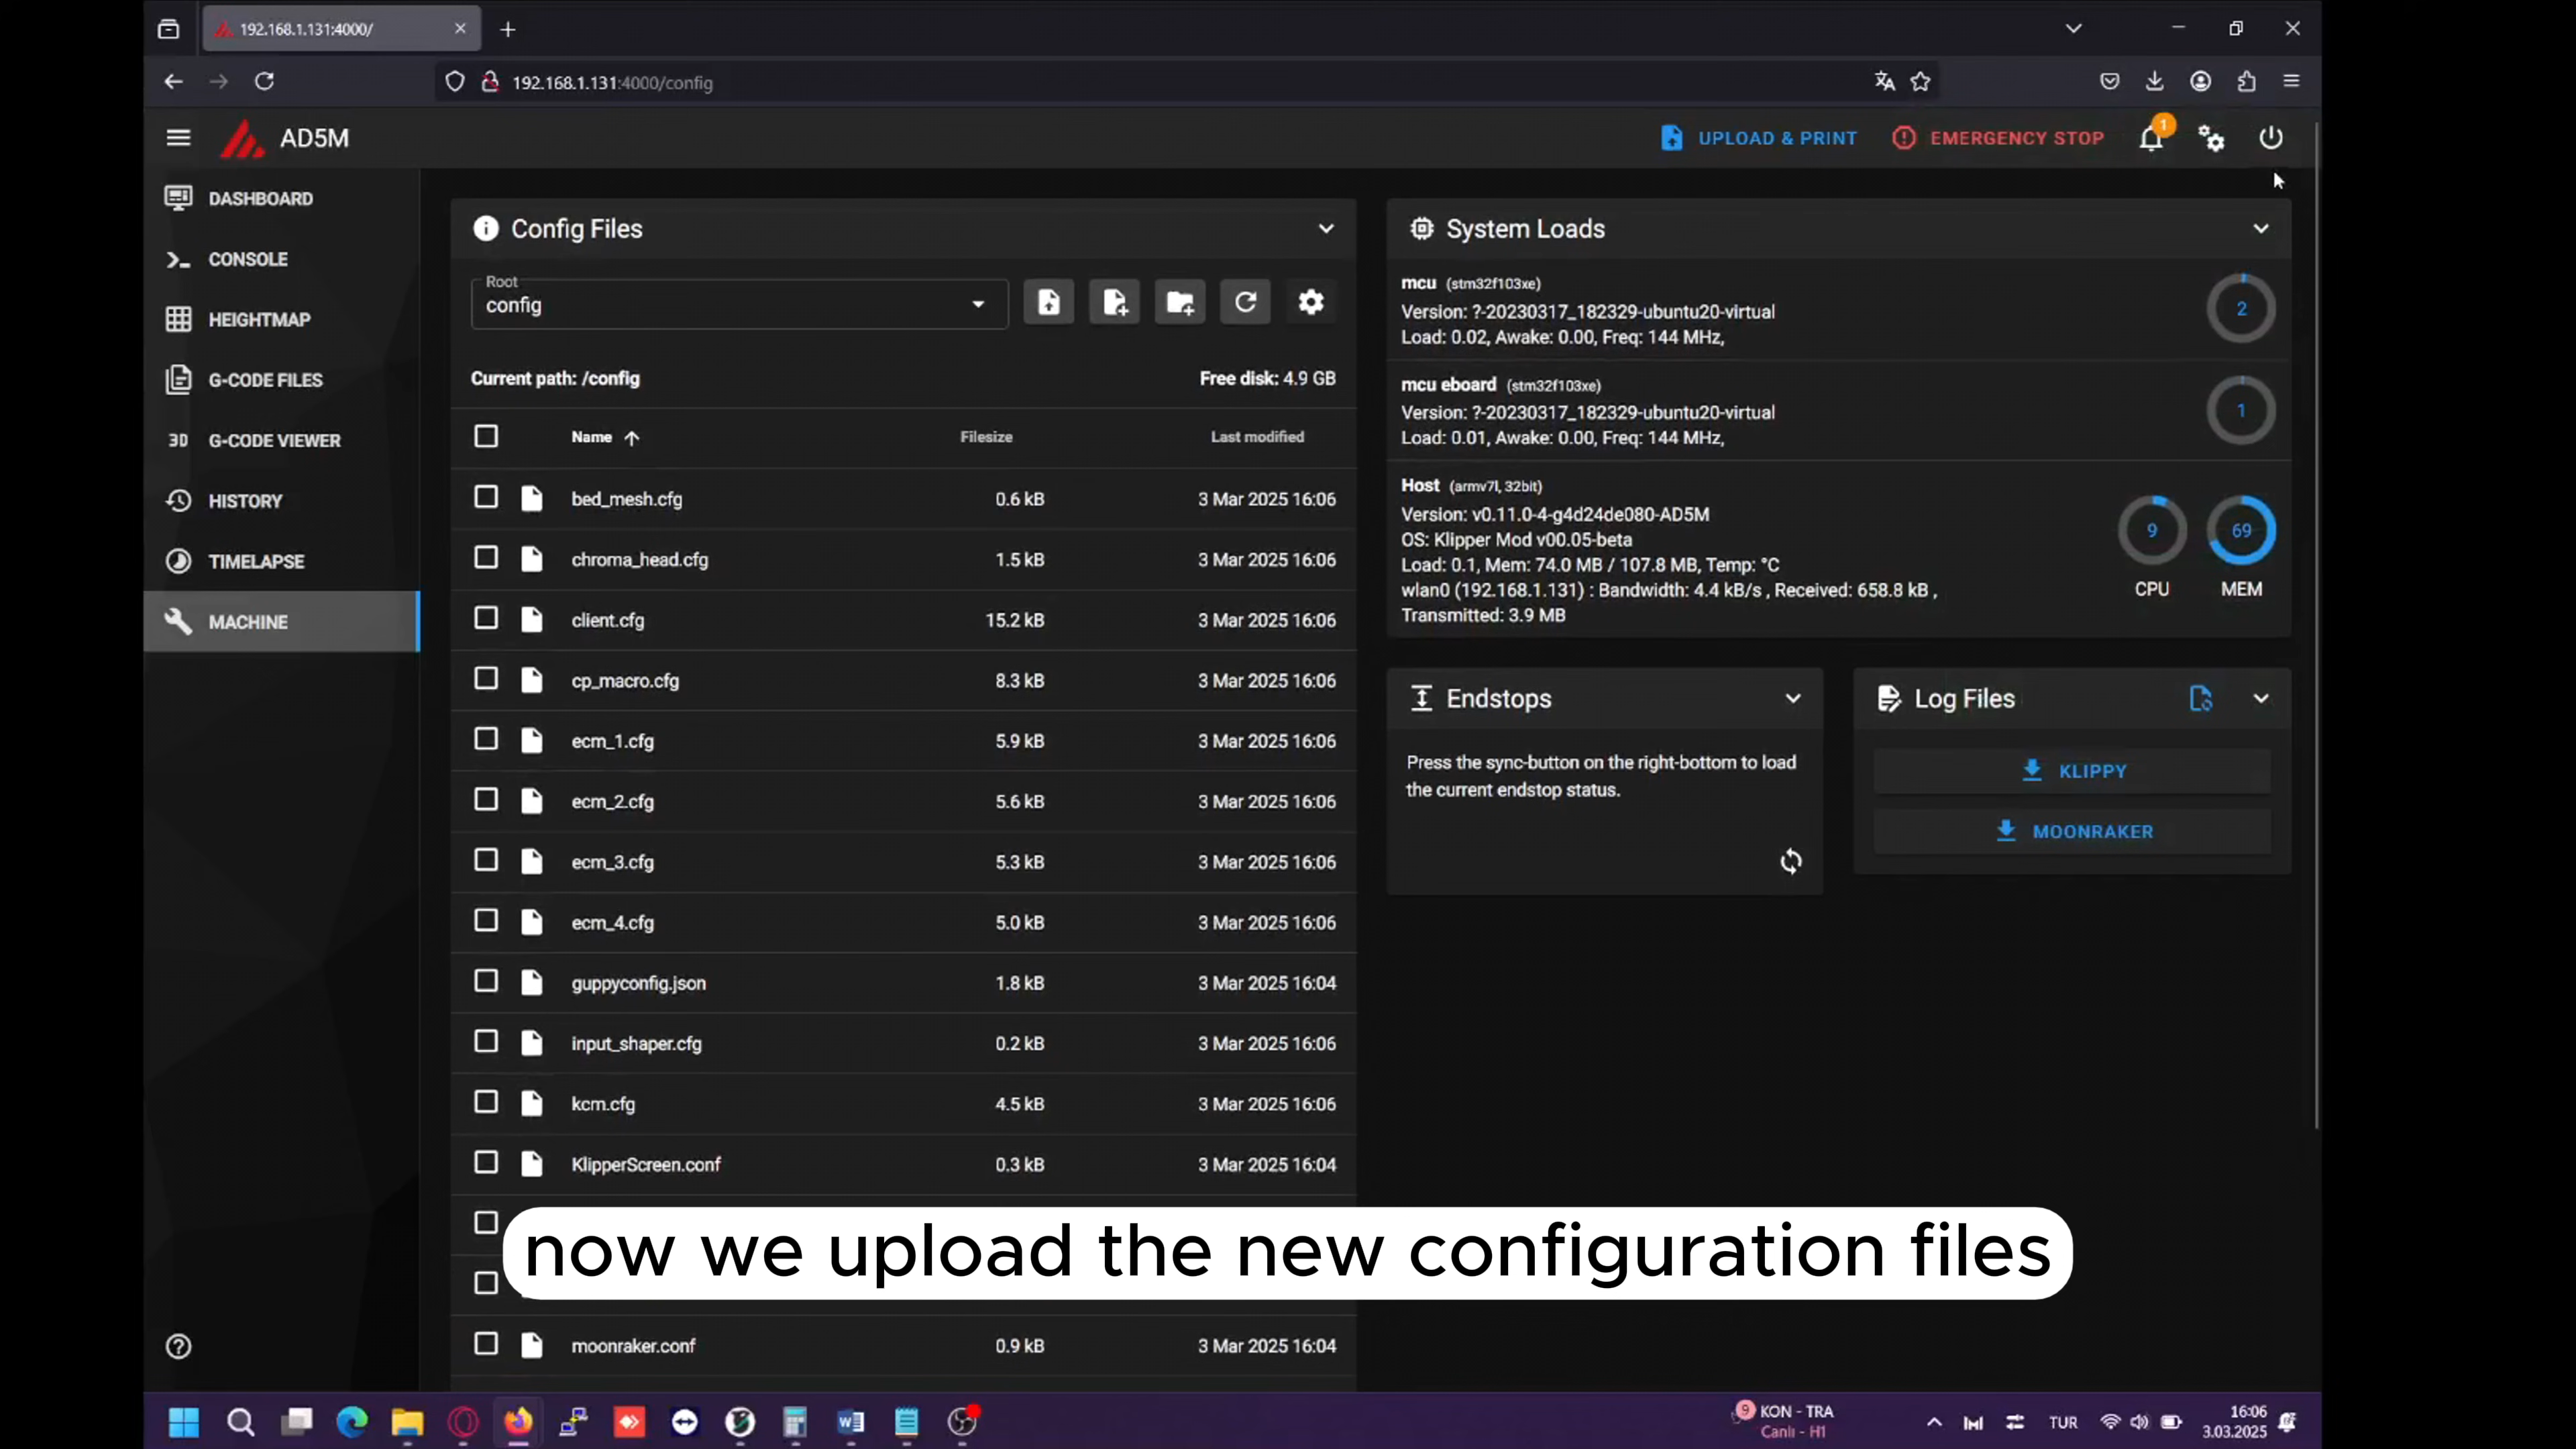 192.168.1.131:4000/
192.168.1.131:4000/config
AD5M
UPLOAD & PRINT
EMERGENCY STOP
1
DASHBOARD
CONSOLE
HEIGHTMAP
G-CODE FILES
3D G-CODE VIEWER
HISTORY
TIMELAPSE
MACHINE
Config Files
Root
config
Current path: /config
Free disk: 4.9 GB
Name Filesize Last modified
bed_mesh.cfg 0.6 kB 3 Mar 2025 16:06
chroma_head.cfg 1.5 kB 3 Mar 2025 16:06
client.cfg 15.2 kB 3 Mar 2025 16:06
cp_macro.cfg 8.3 kB 3 Mar 2025 16:06
ecm_1.cfg 5.9 kB 3 Mar 2025 16:06
ecm_2.cfg 5.6 kB 3 Mar 2025 16:06
ecm_3.cfg 5.3 kB 3 Mar 2025 16:06
ecm_4.cfg 5.0 kB 3 Mar 2025 16:06
guppyconfig.json 1.8 kB 3 Mar 2025 16:04
input_shaper.cfg 0.2 kB 3 Mar 2025 16:06
kcm.cfg 4.5 kB 3 Mar 2025 16:06
KlipperScreen.conf 0.3 kB 3 Mar 2025 16:04
moonraker.conf 0.9 kB 3 Mar 2025 16:04
System Loads
mcu (stm32f103xe)
Version: ?-20230317_182329-ubuntu20-virtual
Load: 0.02, Awake: 0.00, Freq: 144 MHz,
2
mcu eboard (stm32f103xe)
Version: ?-20230317_182329-ubuntu20-virtual
Load: 0.01, Awake: 0.00, Freq: 144 MHz,
1
Host (armv7l, 32bit)
Version: v0.11.0-4-g4d24de080-AD5M
OS: Klipper Mod v00.05-beta
Load: 0.1, Mem: 74.0 MB / 107.8 MB, Temp: °C
wlan0 (192.168.1.131) : Bandwidth: 4.4 kB/s , Received: 658.8 kB ,
Transmitted: 3.9 MB
9 69
CPU MEM
Endstops
Press the sync-button on the right-bottom to load
the current endstop status.
Log Files
KLIPPY
MOONRAKER
now we upload the new configuration files
9
KON - TRA
Canlı - H1
TUR
16:06
3.03.2025